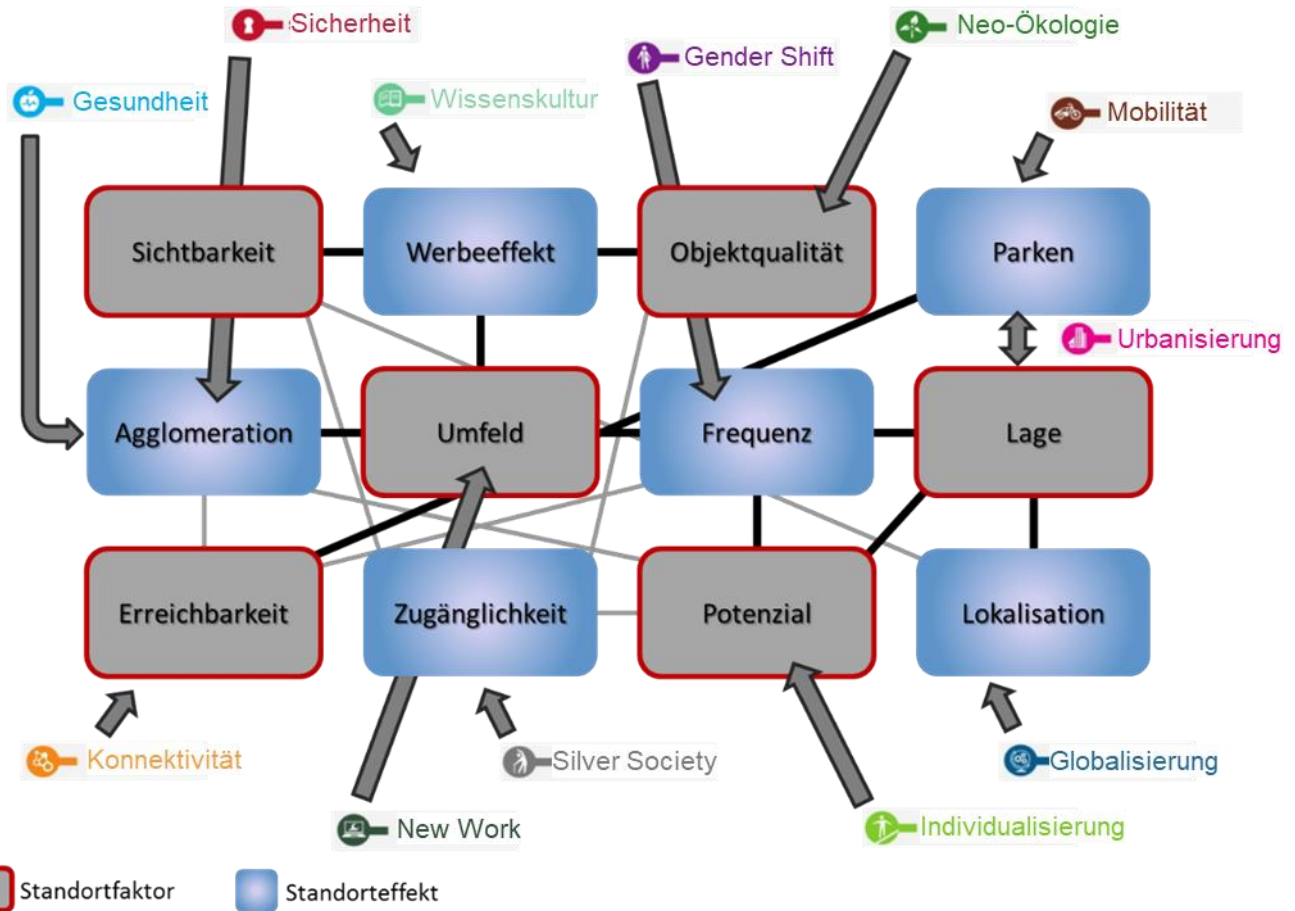 Sicherheit
Neo-Ökologie
Gender Shift
Gesundheit
Wissenskultur
Mobilität
Sichtbarkeit
Werbeeffekt
Objektqualität
Parken
Urbanisierung
Agglomeration
Umfeld
Frequenz
Lage
Erreichbarkeit
Zugänglichkeit
Potenzial
Lokalisation
Konnektivität
Silver Society
Globalisierung
New Work
Individualisierung
Standortfaktor
Standorteffekt